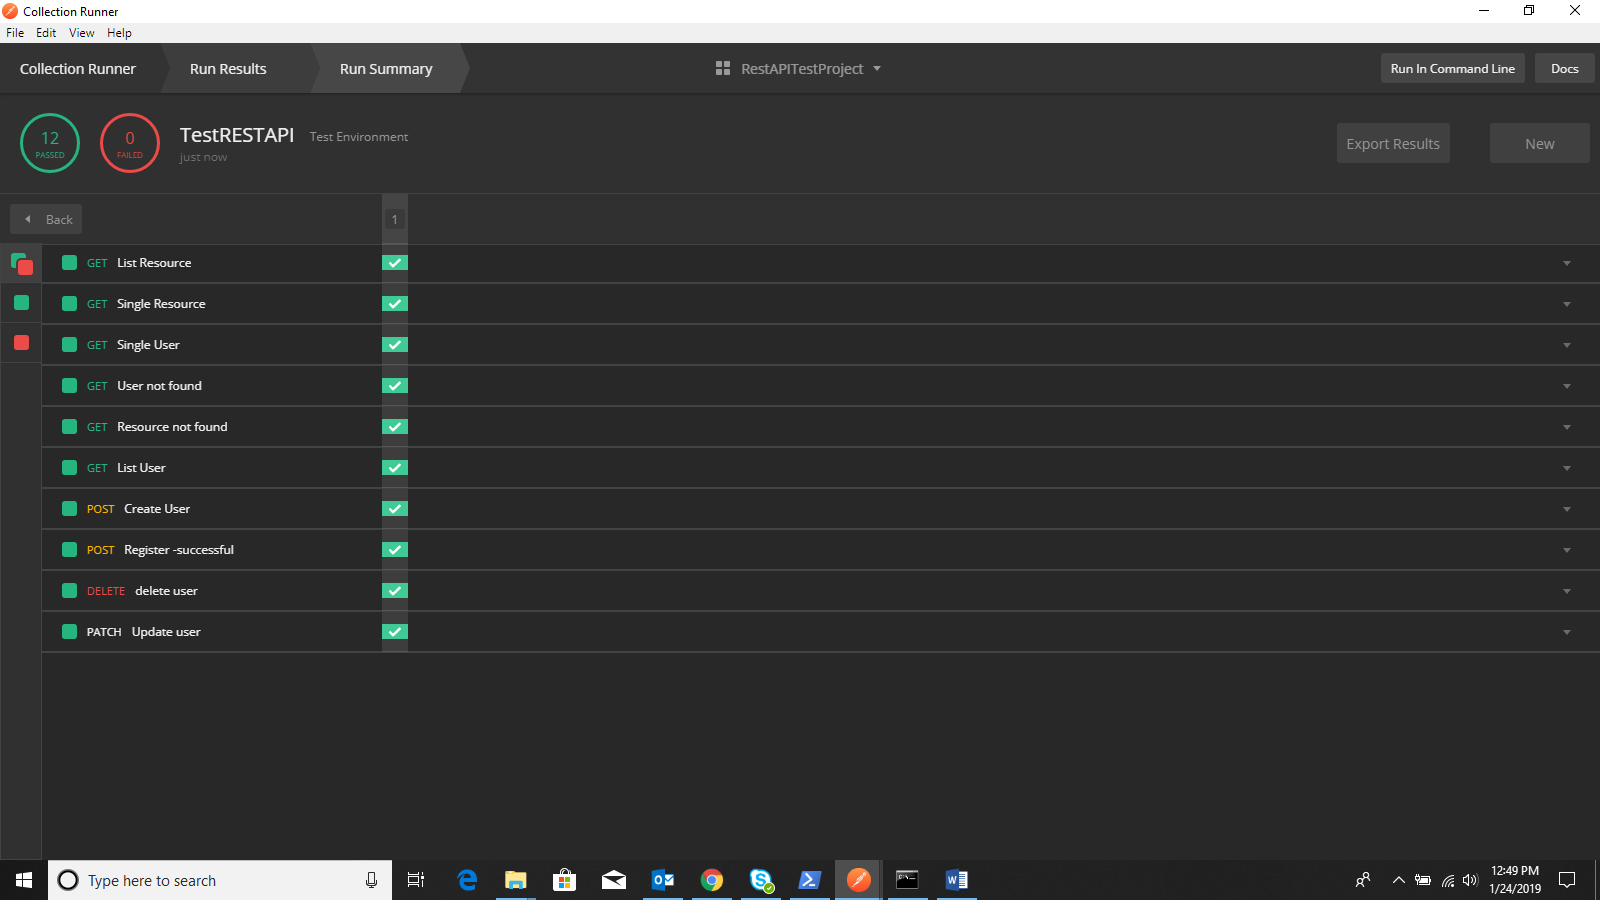 Collection Runner
File Edit View Help
Collection Runner Run Results Run Summary RestAPITestProject Run In Command Line Docs
12 PASSED
0 FAILED
TestRESTAPI Test Environment
just now
Export Results New
Back 1
GET List Resource
GET Single Resource
GET Single User
GET User not found
GET Resource not found
GET List User
POST Create User
POST Register -successful
DELETE delete user
PATCH Update user
Type here to search
12:49 PM
1/24/2019